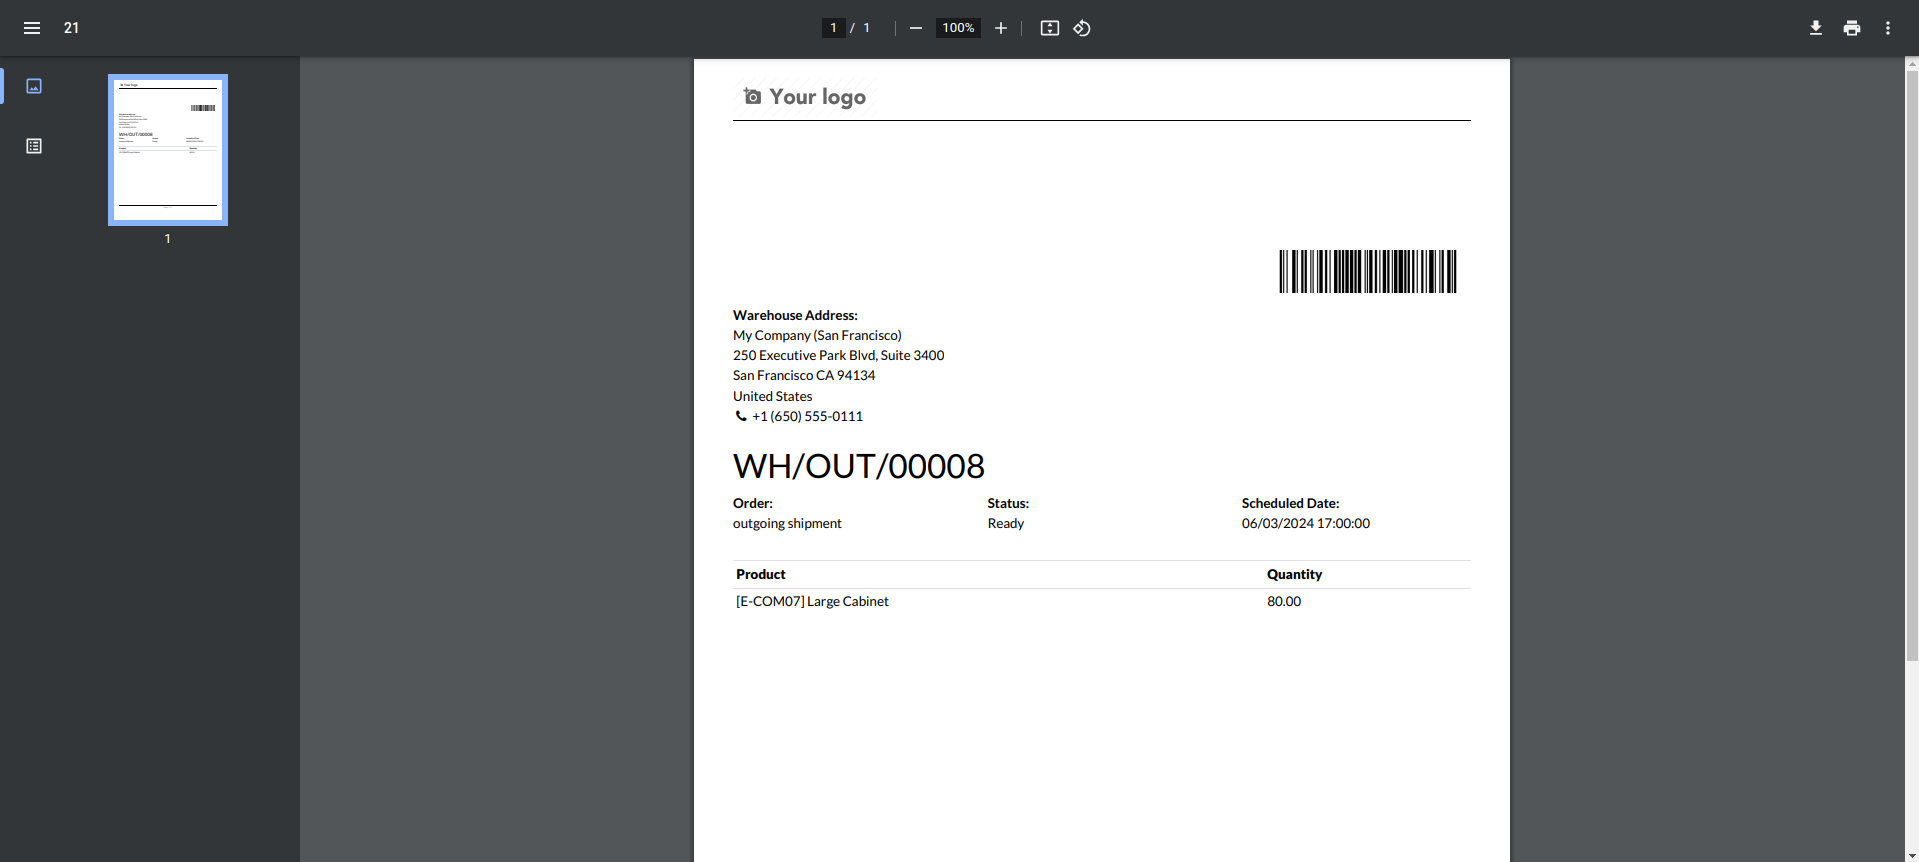 21
1 / 1
100%
1
Your logo
Warehouse Address:
My Company (San Francisco)
250 Executive Park Blvd, Suite 3400
San Francisco CA 94134
United States
+1 (650) 555-0111
WH/OUT/00008
Order: Status: Scheduled Date:
outgoing shipment Ready 06/03/2024 17:00:00
Product Quantity
[E-COM07] Large Cabinet 80.00